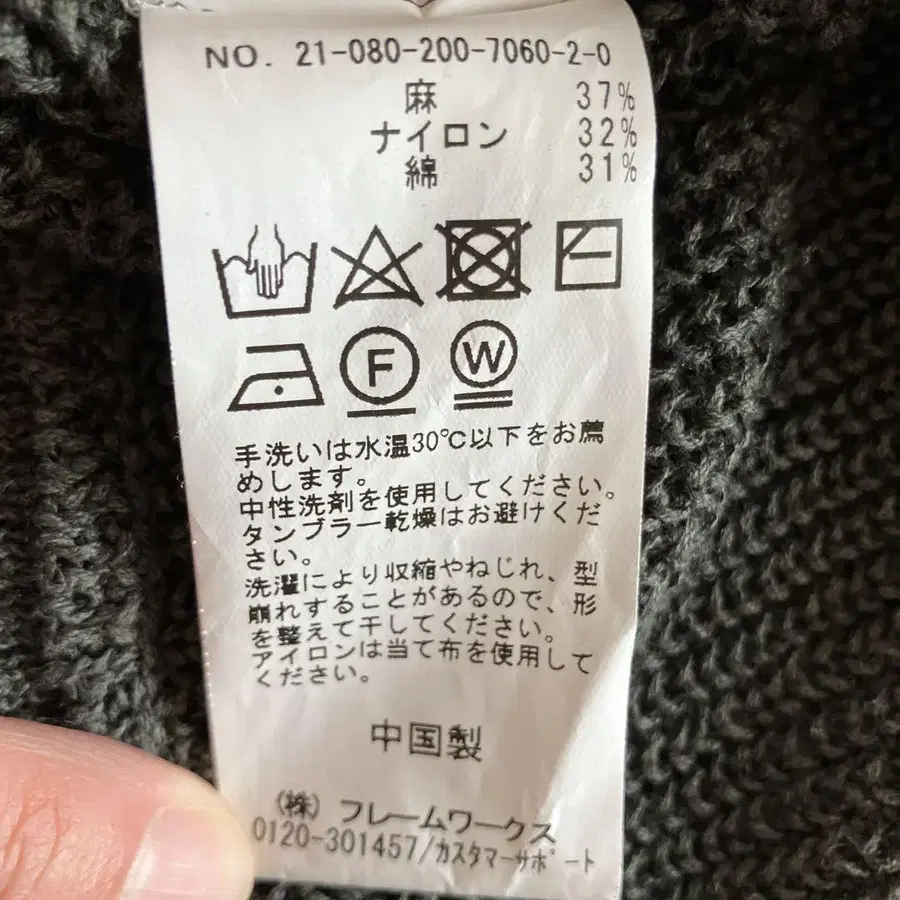 NO. 21-080-200-7060-2-0
麻 37%
ナイロン 32%
綿 31%
F W
手洗いは水温30℃以下をお薦
めします。
中性洗剤を使用してください。
タンブラー乾燥はお避けくだ
さい。
洗濯により収縮やねじれ、型
崩れすることがあるので、形
を整えて干してください。
アイロンは当て布を使用して
ください。
中国製
(株) フレームワークス
0120-301457/カスタマーサポート